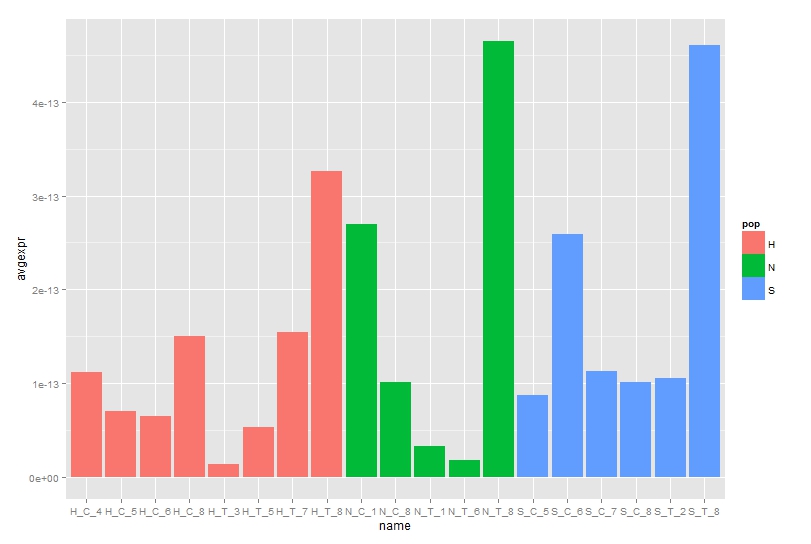 avgexpr
4e-13
3e-13
2e-13
1e-13
0e+00
H_C_4 H_C_5 H_C_6 H_C_8 H_T_3 H_T_5 H_T_7 H_T_8 N_C_1 N_C_8 N_T_1 N_T_6 N_T_8 S_C_5 S_C_6 S_C_7 S_C_8 S_T_2 S_T_8
name
pop
H
N
S